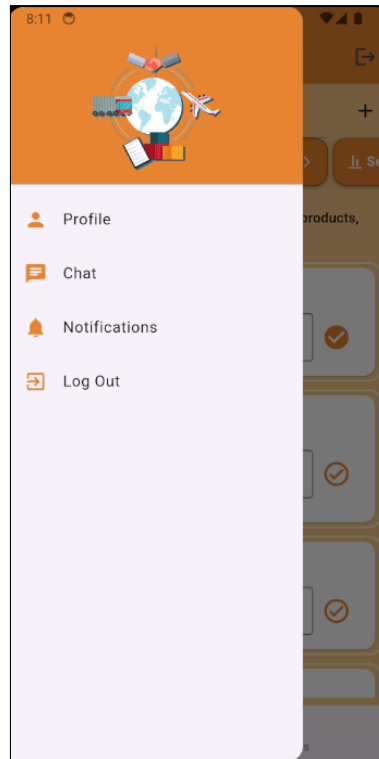 8:11
Profile
Chat
Notifications
Log Out
+
products,